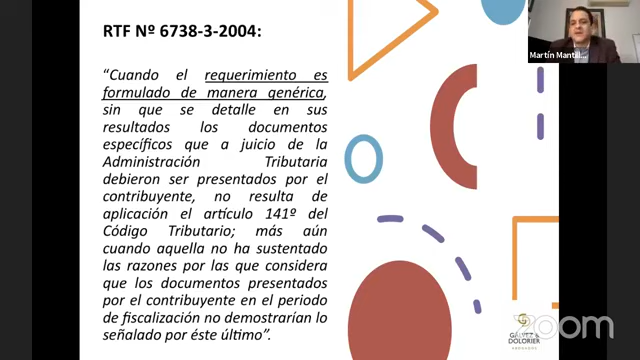 RTF Nº 6738-3-2004:
“Cuando el requerimiento es
formulado de manera genérica,
sin que se detalle en sus
resultados los documentos
específicos que a juicio de la
Administración Tributaria
debieron ser presentados por el
contribuyente, no resulta de
aplicación el artículo 141º del
Código Tributario; más aún
cuando aquella no ha sustentado
las razones por las que considera
que los documentos presentados
por el contribuyente en el periodo
de fiscalización no demostrarían lo
señalado por éste último”.
Martín Mantill...
zoom
DOLORIER
ABOGADOS